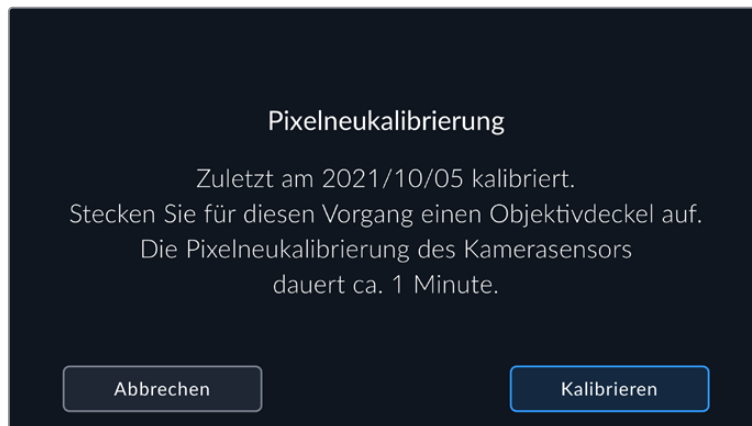 Pixelneukalibrierung
Zuletzt am 2021/10/05 kalibriert.
Stecken Sie für diesen Vorgang einen Objektivdeckel auf.
Die Pixelneukalibrierung des Kamerasensors
dauert ca. 1 Minute.
Abbrechen
Kalibrieren